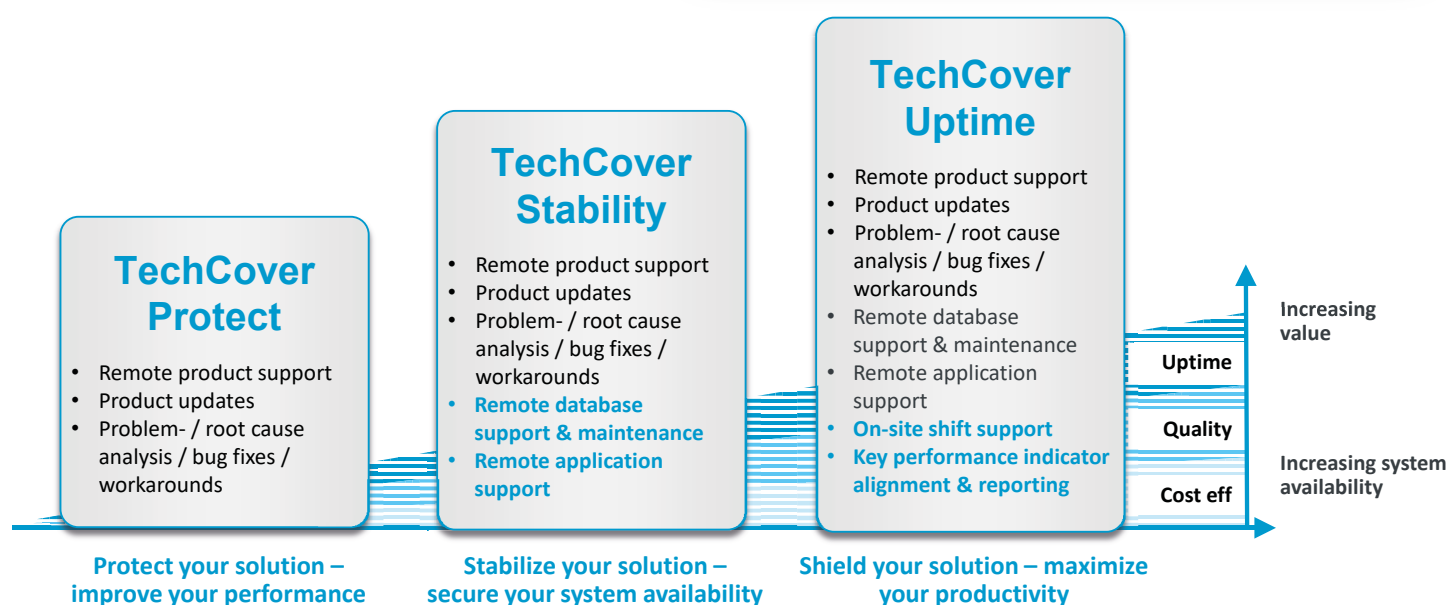 TechCover
Protect
• Remote product support
• Product updates
• Problem- / root cause
analysis / bug fixes /
workarounds
Protect your solution –
improve your performance
TechCover
Stability
• Remote product support
• Product updates
• Problem- / root cause
analysis / bug fixes /
workarounds
• Remote database
support & maintenance
• Remote application
support
Stabilize your solution –
secure your system availability
TechCover
Uptime
• Remote product support
• Product updates
• Problem- / root cause
analysis / bug fixes /
workarounds
• Remote database
support & maintenance
• Remote application
support
• On-site shift support
• Key performance indicator
alignment & reporting
Shield your solution – maximize
your productivity
Uptime
Quality
Cost eff
Increasing
value
Increasing system
availability